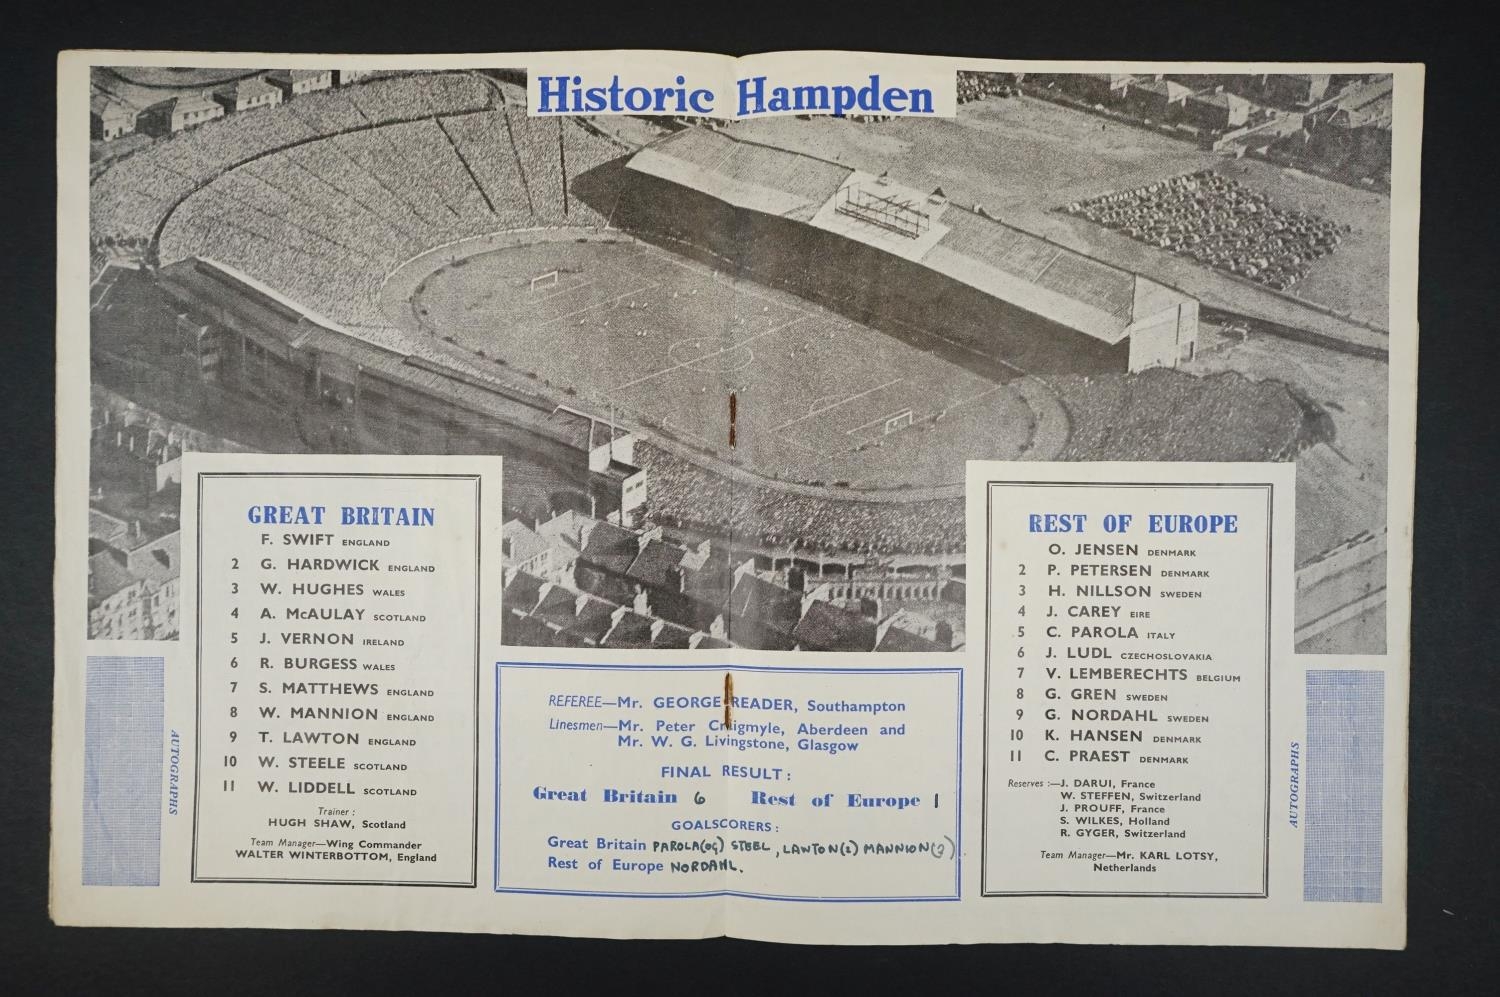 Historic Hampden
GREAT BRITAIN
F. SWIFT ENGLAND
2 G. HARDWICK ENGLAND
3 W. HUGHES WALES
4 A. McAULAY SCOTLAND
5 J. VERNON IRELAND
6 R. BURGESS WALES
7 S. MATTHEWS ENGLAND
8 W. MANNION ENGLAND
9 T. LAWTON ENGLAND
10 W. STEELE SCOTLAND
11 W. LIDDELL SCOTLAND
Trainer :
HUGH SHAW, Scotland
Team Manager—Wing Commander
WALTER WINTERBOTTOM, England
AUTOGRAPHS
REFEREE—Mr. GEORGE READER, Southampton
Linesmen—Mr. Peter Craigmyle, Aberdeen and
Mr. W. G. Livingstone, Glasgow
FINAL RESULT :
Great Britain 6 Rest of Europe 1
GOALSCORERS :
Great Britain PAROLA(OG) STEEL, LAWTON(2) MANNION(3)
Rest of Europe NORDAHL.
REST OF EUROPE
O. JENSEN DENMARK
2 P. PETERSEN DENMARK
3 H. NILLSON SWEDEN
4 J. CAREY EIRE
5 C. PAROLA ITALY
6 J. LUDL CZECHOSLOVAKIA
7 V. LEMBERECHTS BELGIUM
8 G. GREN SWEDEN
9 G. NORDAHL SWEDEN
10 K. HANSEN DENMARK
11 C. PRAEST DENMARK
Reserves :—J. DARUI, France
W. STEFFEN, Switzerland
J. PROUFF, France
S. WILKES, Holland
R. GYGER, Switzerland
Team Manager—Mr. KARL LOTSY,
Netherlands
AUTOGRAPHS